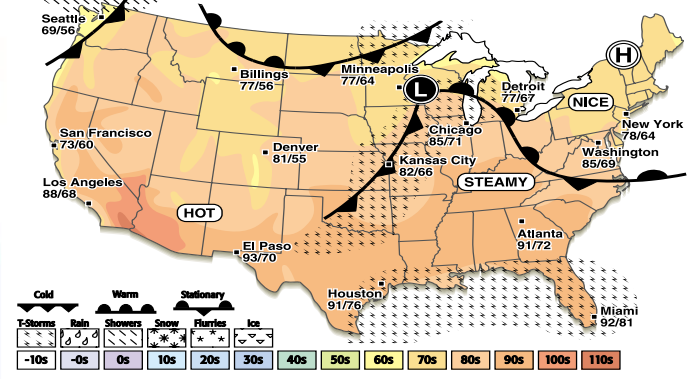 Seattle
69/56
H
Billings
77/56
Minneapolis
77/64
L
Detroit
77/67
NICE
New York
78/64
San Francisco
73/60
Chicago
85/71
Washington
85/69
Denver
81/55
Kansas City
82/66
Los Angeles
88/68
STEAMY
HOT
Atlanta
91/72
El Paso
93/70
Houston
91/76
Miami
92/81
Cold Warm Stationary
T-Storms Rain Showers Snow Flurries Ice
-10s -0s 0s 10s 20s 30s 40s 50s 60s 70s 80s 90s 100s 110s